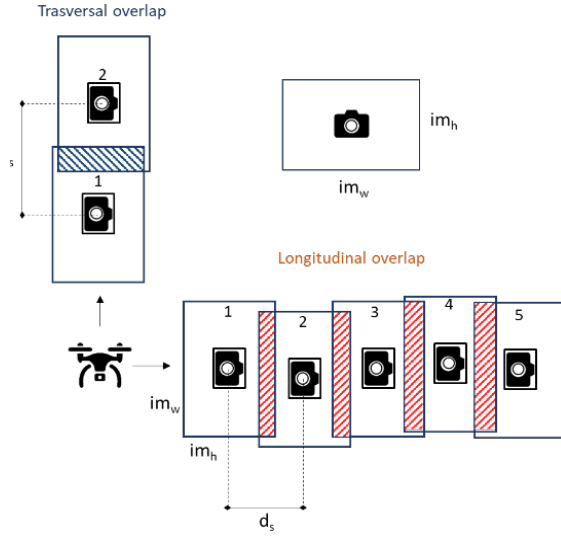 Trasversal overlap
2
1
im_h
im_w
Longitudinal overlap
1
2
3
4
5
im_w
im_h
d_s